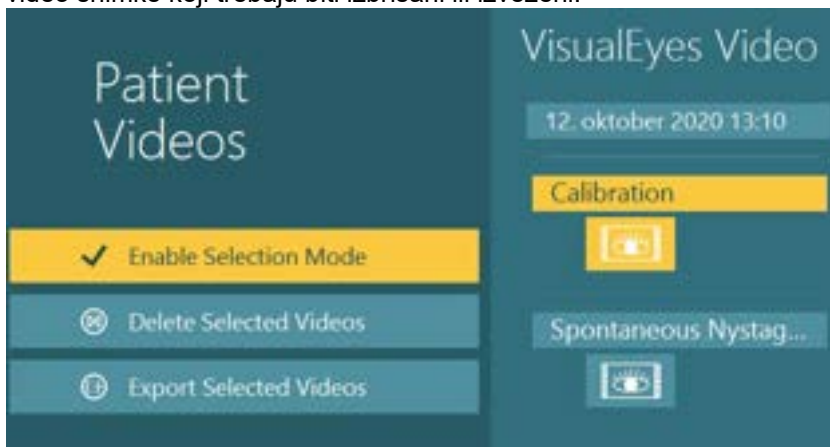 Patient
Videos
Enable Selection Mode
Delete Selected Videos
Export Selected Videos
VisualEyes Video
12. oktober 2020 13:10
Calibration
Spontaneous Nystag...